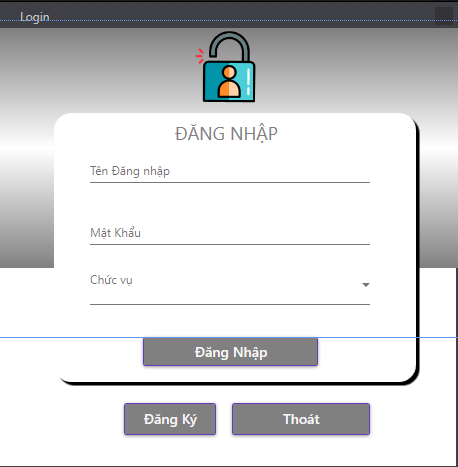 Login
ĐĂNG NHẬP
Tên Đăng nhập
Mật Khẩu
Chức vụ
Đăng Nhập
Đăng Ký
Thoát